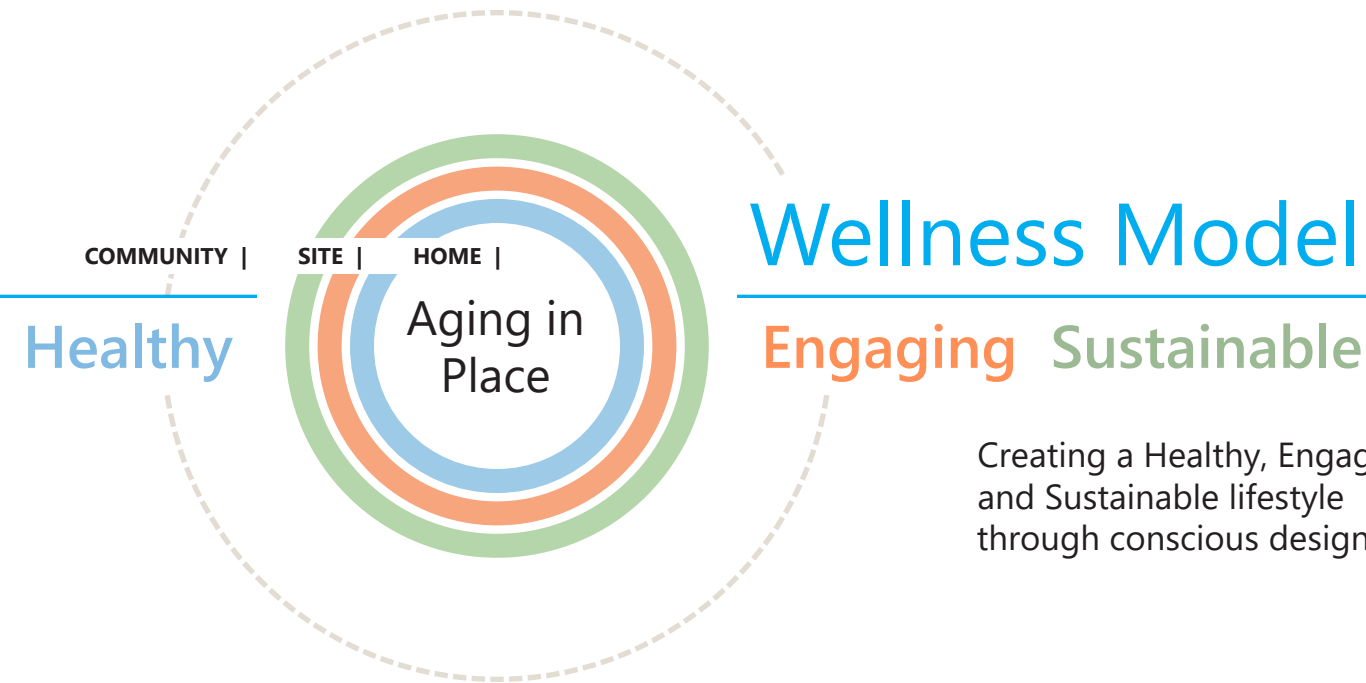 Wellness Model
COMMUNITY | SITE | HOME |
Aging in
Place
Healthy
Engaging Sustainable
Creating a Healthy,
and Sustainable lifestyle
through conscious design